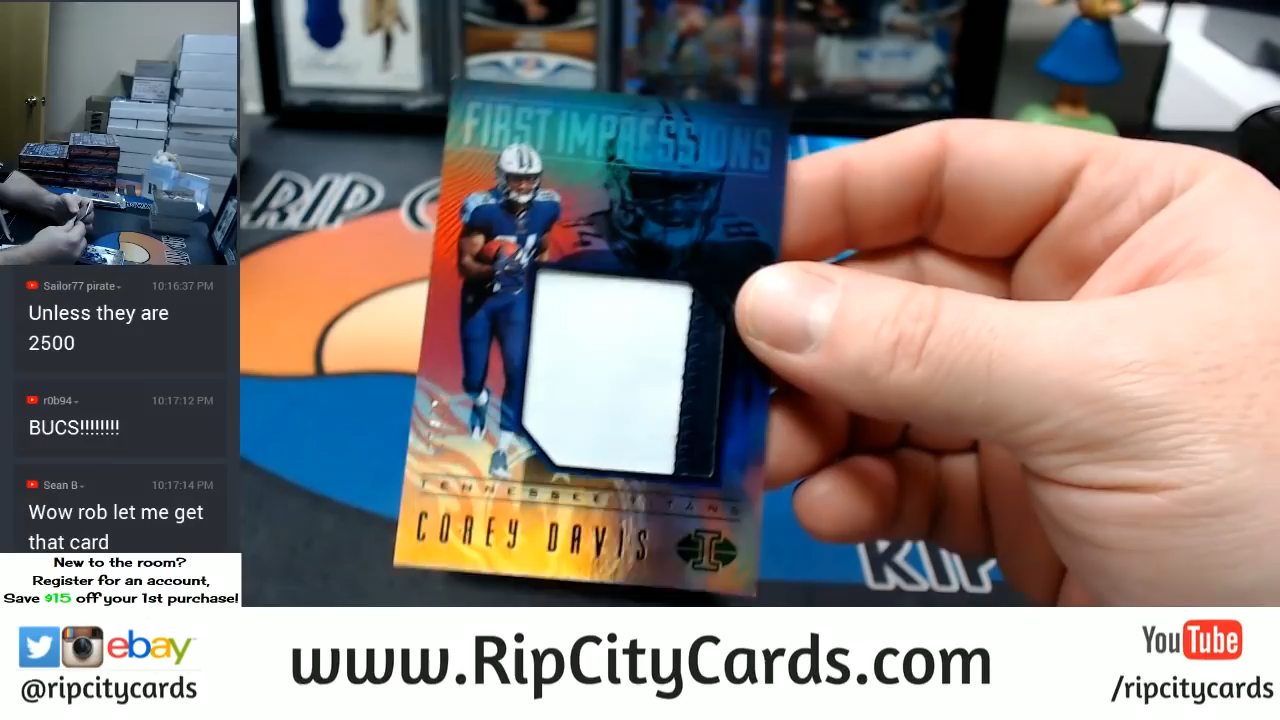 FIRST IMPRESSIONS
RIP
TENNESSEE TITANS
COREY DAVIS
I
RIP
Sailor77 pirate 10:16:37 PM
Unless they are
2500
r0b94 10:17:12 PM
BUCS!!!!!!!!
Sean B 10:17:14 PM
Wow rob let me get
that card
New to the room?
Register for an account,
Save $15 off your 1st purchase!
ebay
@ripcitycards
www.RipCityCards.com
YouTube
/ripcitycards